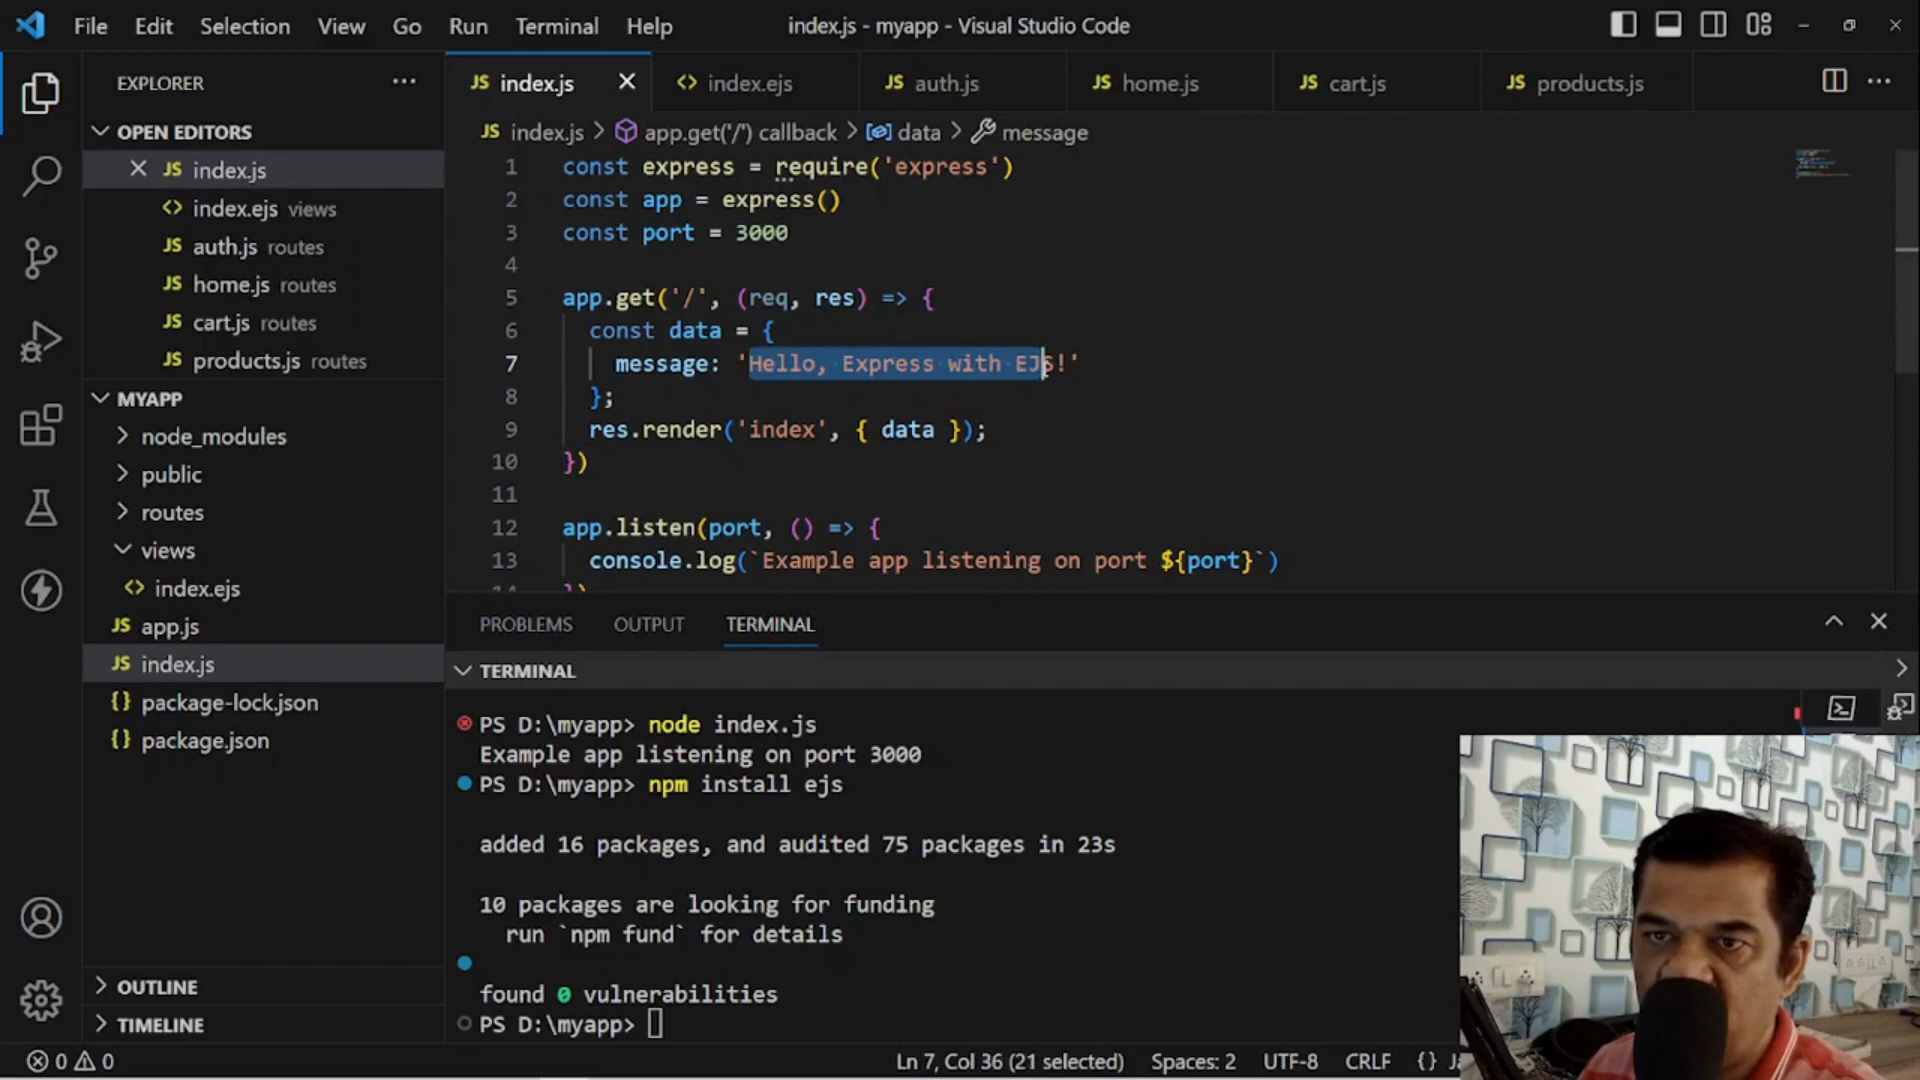 File Edit Selection View Go Run Terminal Help index.js - myapp - Visual Studio Code
EXPLORER
OPEN EDITORS
JS index.js
<> index.ejs views
JS auth.js routes
JS home.js routes
JS cart.js routes
JS products.js routes
MYAPP
node_modules
public
routes
views
<> index.ejs
JS app.js
JS index.js
{} package-lock.json
{} package.json
OUTLINE
TIMELINE
JS index.js <> index.ejs JS auth.js JS home.js JS cart.js JS products.js
JS index.js > app.get('/') callback > data > message
1 const express = require('express')
2 const app = express()
3 const port = 3000
4
5 app.get('/', (req, res) => {
6 const data = {
7 message: 'Hello, Express with EJS!'
8 };
9 res.render('index', { data });
10 })
11
12 app.listen(port, () => {
13 console.log(`Example app listening on port ${port}`)
PROBLEMS OUTPUT TERMINAL
TERMINAL
PS D:\myapp> node index.js
Example app listening on port 3000
PS D:\myapp> npm install ejs
added 16 packages, and audited 75 packages in 23s
10 packages are looking for funding
run `npm fund` for details
found 0 vulnerabilities
PS D:\myapp>
0 0 Ln 7, Col 36 (21 selected) Spaces: 2 UTF-8 CRLF {}